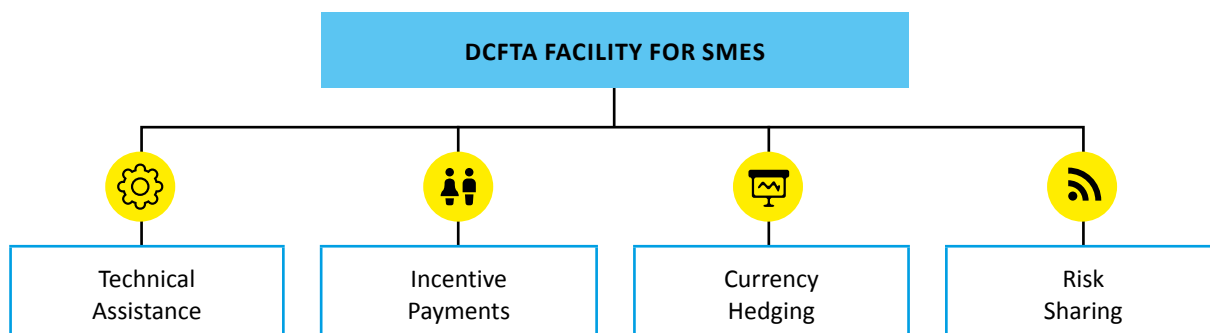 DCFTA FACILITY FOR SMES
Technical
Assistance
Incentive
Payments
Currency
Hedging
Risk
Sharing